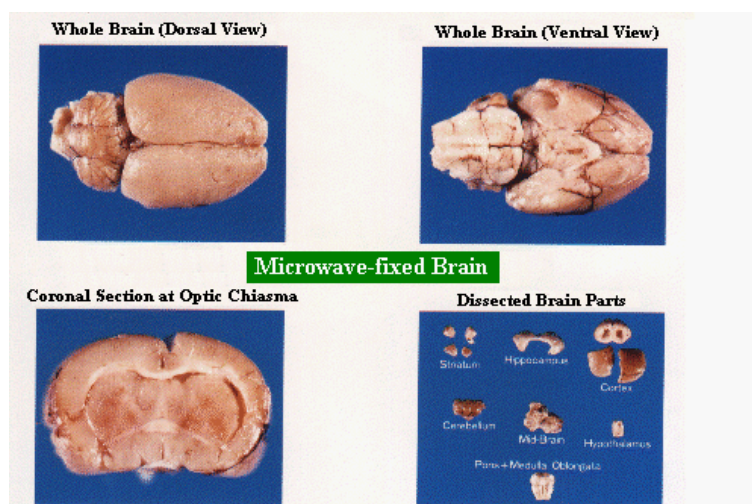 Whole Brain (Dorsal View)
Whole Brain (Ventral View)
Microwave-fixed Brain
Coronal Section at Optic Chiasma
Dissected Brain Parts
Striatum
Hippocampus
Cortex
Cerebellum
Mid-Brain
Hypothalamus
Pons+Medulla Oblongata